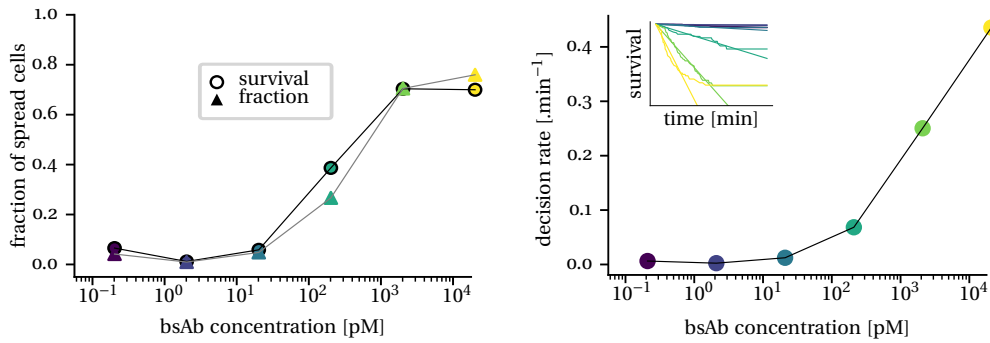 fraction of spread cells
1.0
0.8
0.6
0.4
0.2
0.0
survival
fraction
10⁻¹ 10⁰ 10¹ 10² 10³ 10⁴
bsAb concentration [pM]
decision rate [.min⁻¹]
0.4
0.3
0.2
0.1
0.0
survival
time [min]
10⁻¹ 10⁰ 10¹ 10² 10³ 10⁴
bsAb concentration [pM]